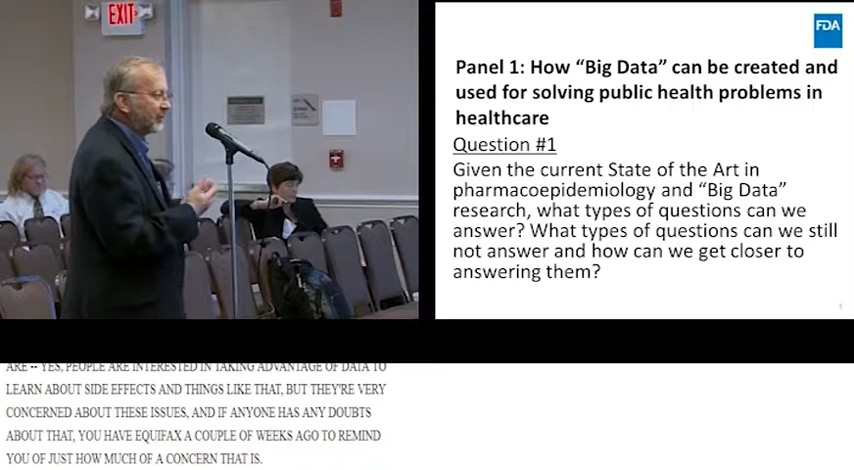 EXIT
FDA
Panel 1: How “Big Data” can be created and
used for solving public health problems in
healthcare
Question #1
Given the current State of the Art in
pharmacoepidemiology and “Big Data”
research, what types of questions can we
answer? What types of questions can we still
not answer and how can we get closer to
answering them?
1
ARE -- YES, PEOPLE ARE INTERESTED IN TAKING ADVANTAGE OF DATA TO
LEARN ABOUT SIDE EFFECTS AND THINGS LIKE THAT, BUT THEY'RE VERY
CONCERNED ABOUT THESE ISSUES, AND IF ANYONE HAS ANY DOUBTS
ABOUT THAT, YOU HAVE EQUIFAX A COUPLE OF WEEKS AGO TO REMIND
YOU OF JUST HOW MUCH OF A CONCERN THAT IS.